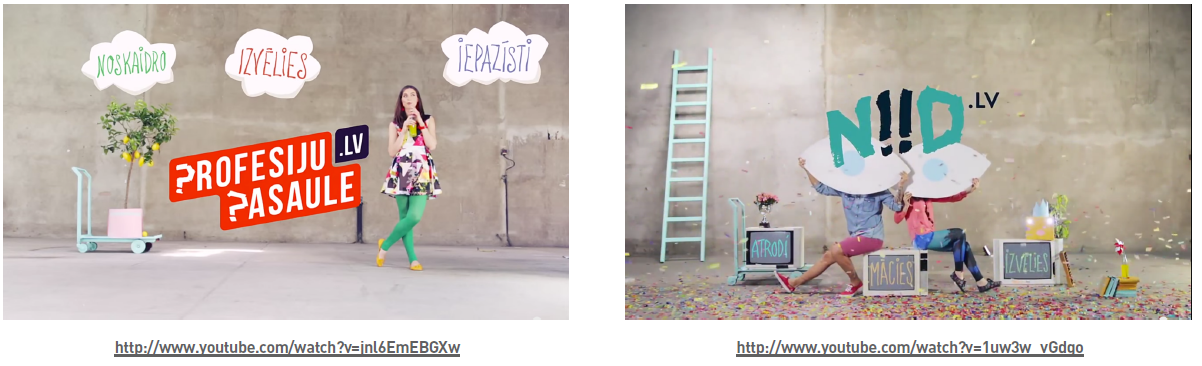 NOSKAIDRO
IZVĒLIES
IEPAZĪSTI
PROFESIJU.LV
PASAULE
NIID.LV
ATRODI
MĀCIES
IZVĒLIES
http://www.youtube.com/watch?v=jnl6EmEBGXw
http://www.youtube.com/watch?v=1uw3w_vGdqo